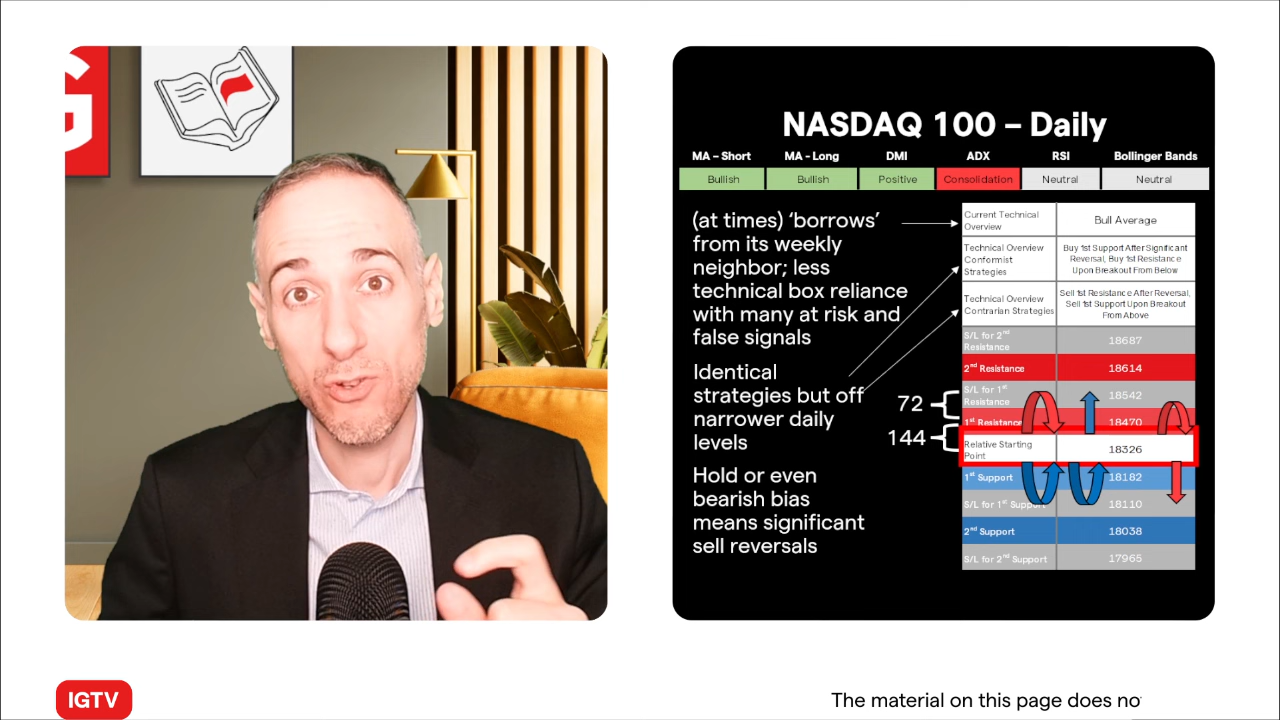 G
NASDAQ 100 – Daily
MA – Short MA - Long DMI ADX RSI Bollinger Bands
Bullish Bullish Positive Consolidation Neutral Neutral
(at times) ‘borrows’
from its weekly
neighbor; less
technical box reliance
with many at risk and
false signals
Identical
strategies but off
narrower daily
levels
Hold or even
bearish bias
means significant
sell reversals
72
144
Current Technical
Overview
Bull Average
Technical Overview
Conformist
Strategies
Buy 1st Support After Significant
Reversal, Buy 1st Resistance
Upon Breakout From Below
Technical Overview
Contrarian Strategies
Sell 1st Resistance After Reversal,
Sell 1st Support Upon Breakout
From Above
S/L for 2nd
Resistance
18687
2nd Resistance 18614
S/L for 1st
Resistance
18542
1st Resistance 18470
Relative Starting
Point
18326
1st Support 18182
S/L for 1st Support 18110
2nd Support 18038
S/L for 2nd Support 17965
IGTV
The material on this page does no